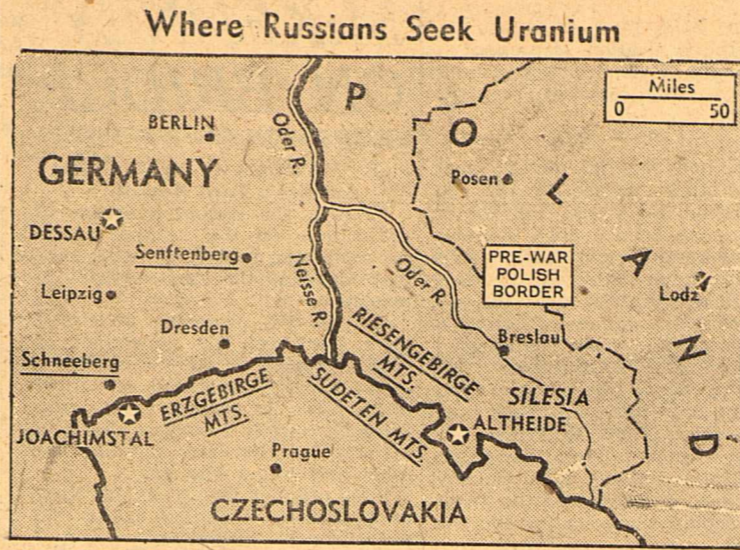 Where Russians Seek Uranium
Miles
0 50
P
O
L
A
N
D
BERLIN
Oder R.
GERMANY
Posen
DESSAU
Senftenberg
PRE-WAR
POLISH
BORDER
Oder R.
Neisse R.
Leipzig
Lodz
Dresden
RIESENGEBIRGE
MTS.
Breslau
Schneeberg
ERZGEBIRGE
MTS.
SUDETEN MTS.
SILESIA
ALTHEIDE
JOACHIMSTAL
Prague
CZECHOSLOVAKIA